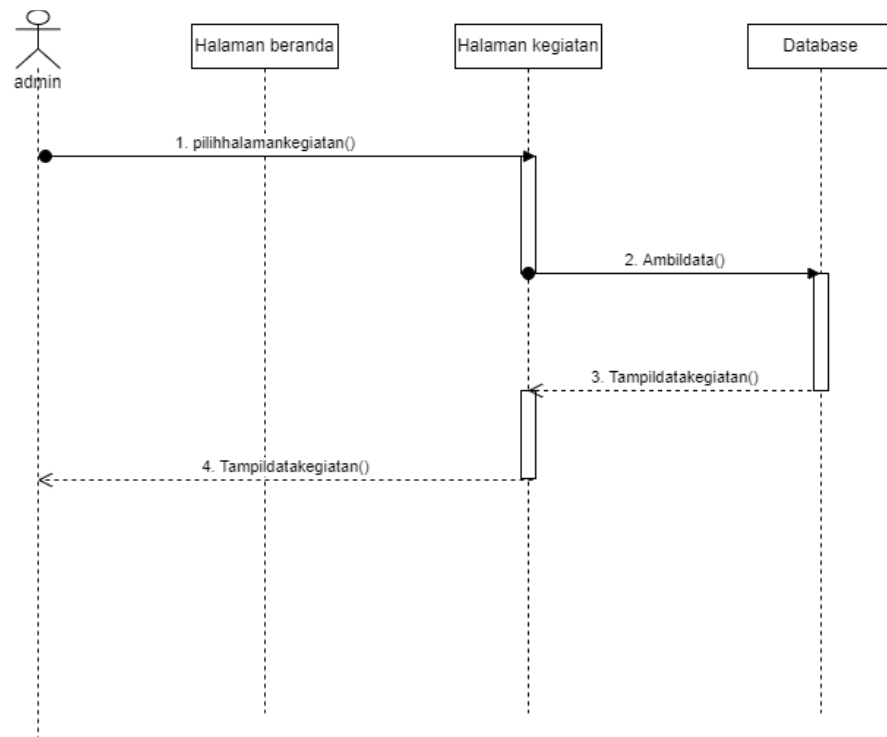 admin
Halaman beranda
Halaman kegiatan
Database
1. pilihhalamankegiatan()
2. Ambildata()
3. Tampildatakegiatan()
4. Tampildatakegiatan()